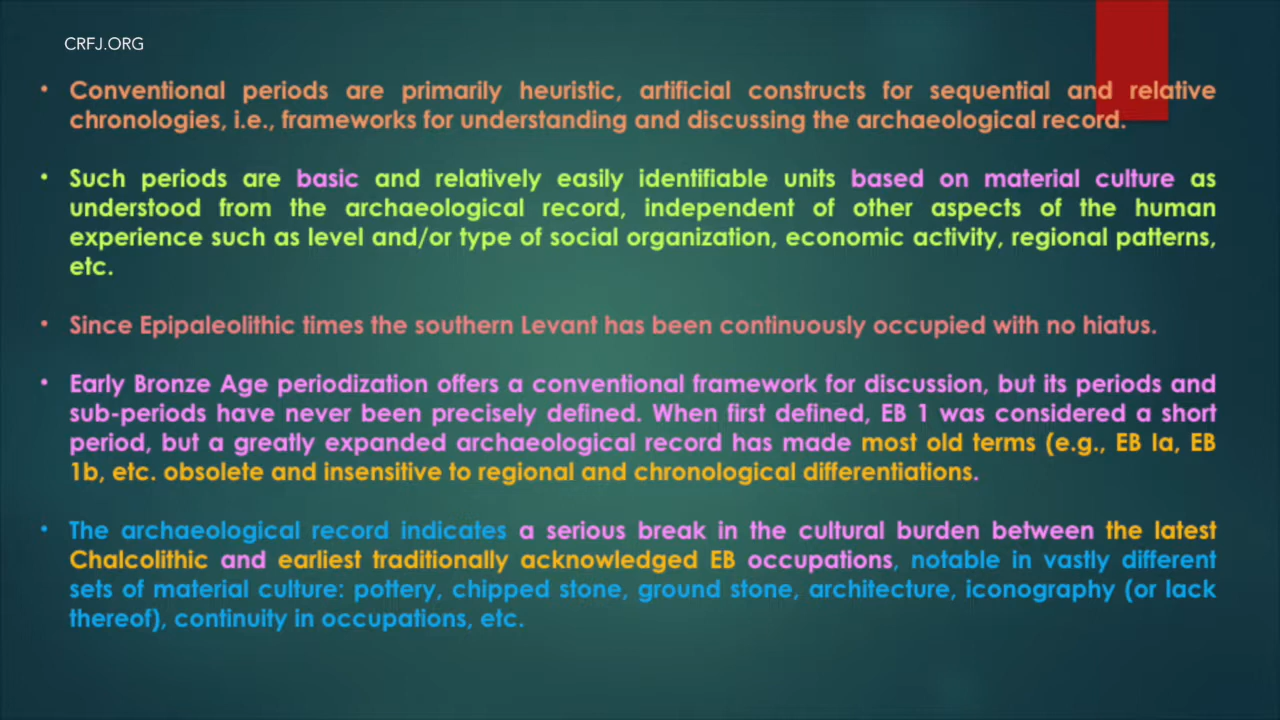 CRFJ.ORG
• Conventional periods are primarily heuristic, artificial constructs for sequential and relative
chronologies, i.e., frameworks for understanding and discussing the archaeological record.
• Such periods are basic and relatively easily identifiable units based on material culture as
understood from the archaeological record, independent of other aspects of the human
experience such as level and/or type of social organization, economic activity, regional patterns,
etc.
• Since Epipaleolithic times the southern Levant has been continuously occupied with no hiatus.
• Early Bronze Age periodization offers a conventional framework for discussion, but its periods and
sub-periods have never been precisely defined. When first defined, EB 1 was considered a short
period, but a greatly expanded archaeological record has made most old terms (e.g., EB Ia, EB
1b, etc. obsolete and insensitive to regional and chronological differentiations.
• The archaeological record indicates a serious break in the cultural burden between the latest
Chalcolithic and earliest traditionally acknowledged EB occupations, notable in vastly different
sets of material culture: pottery, chipped stone, ground stone, architecture, iconography (or lack
thereof), continuity in occupations, etc.